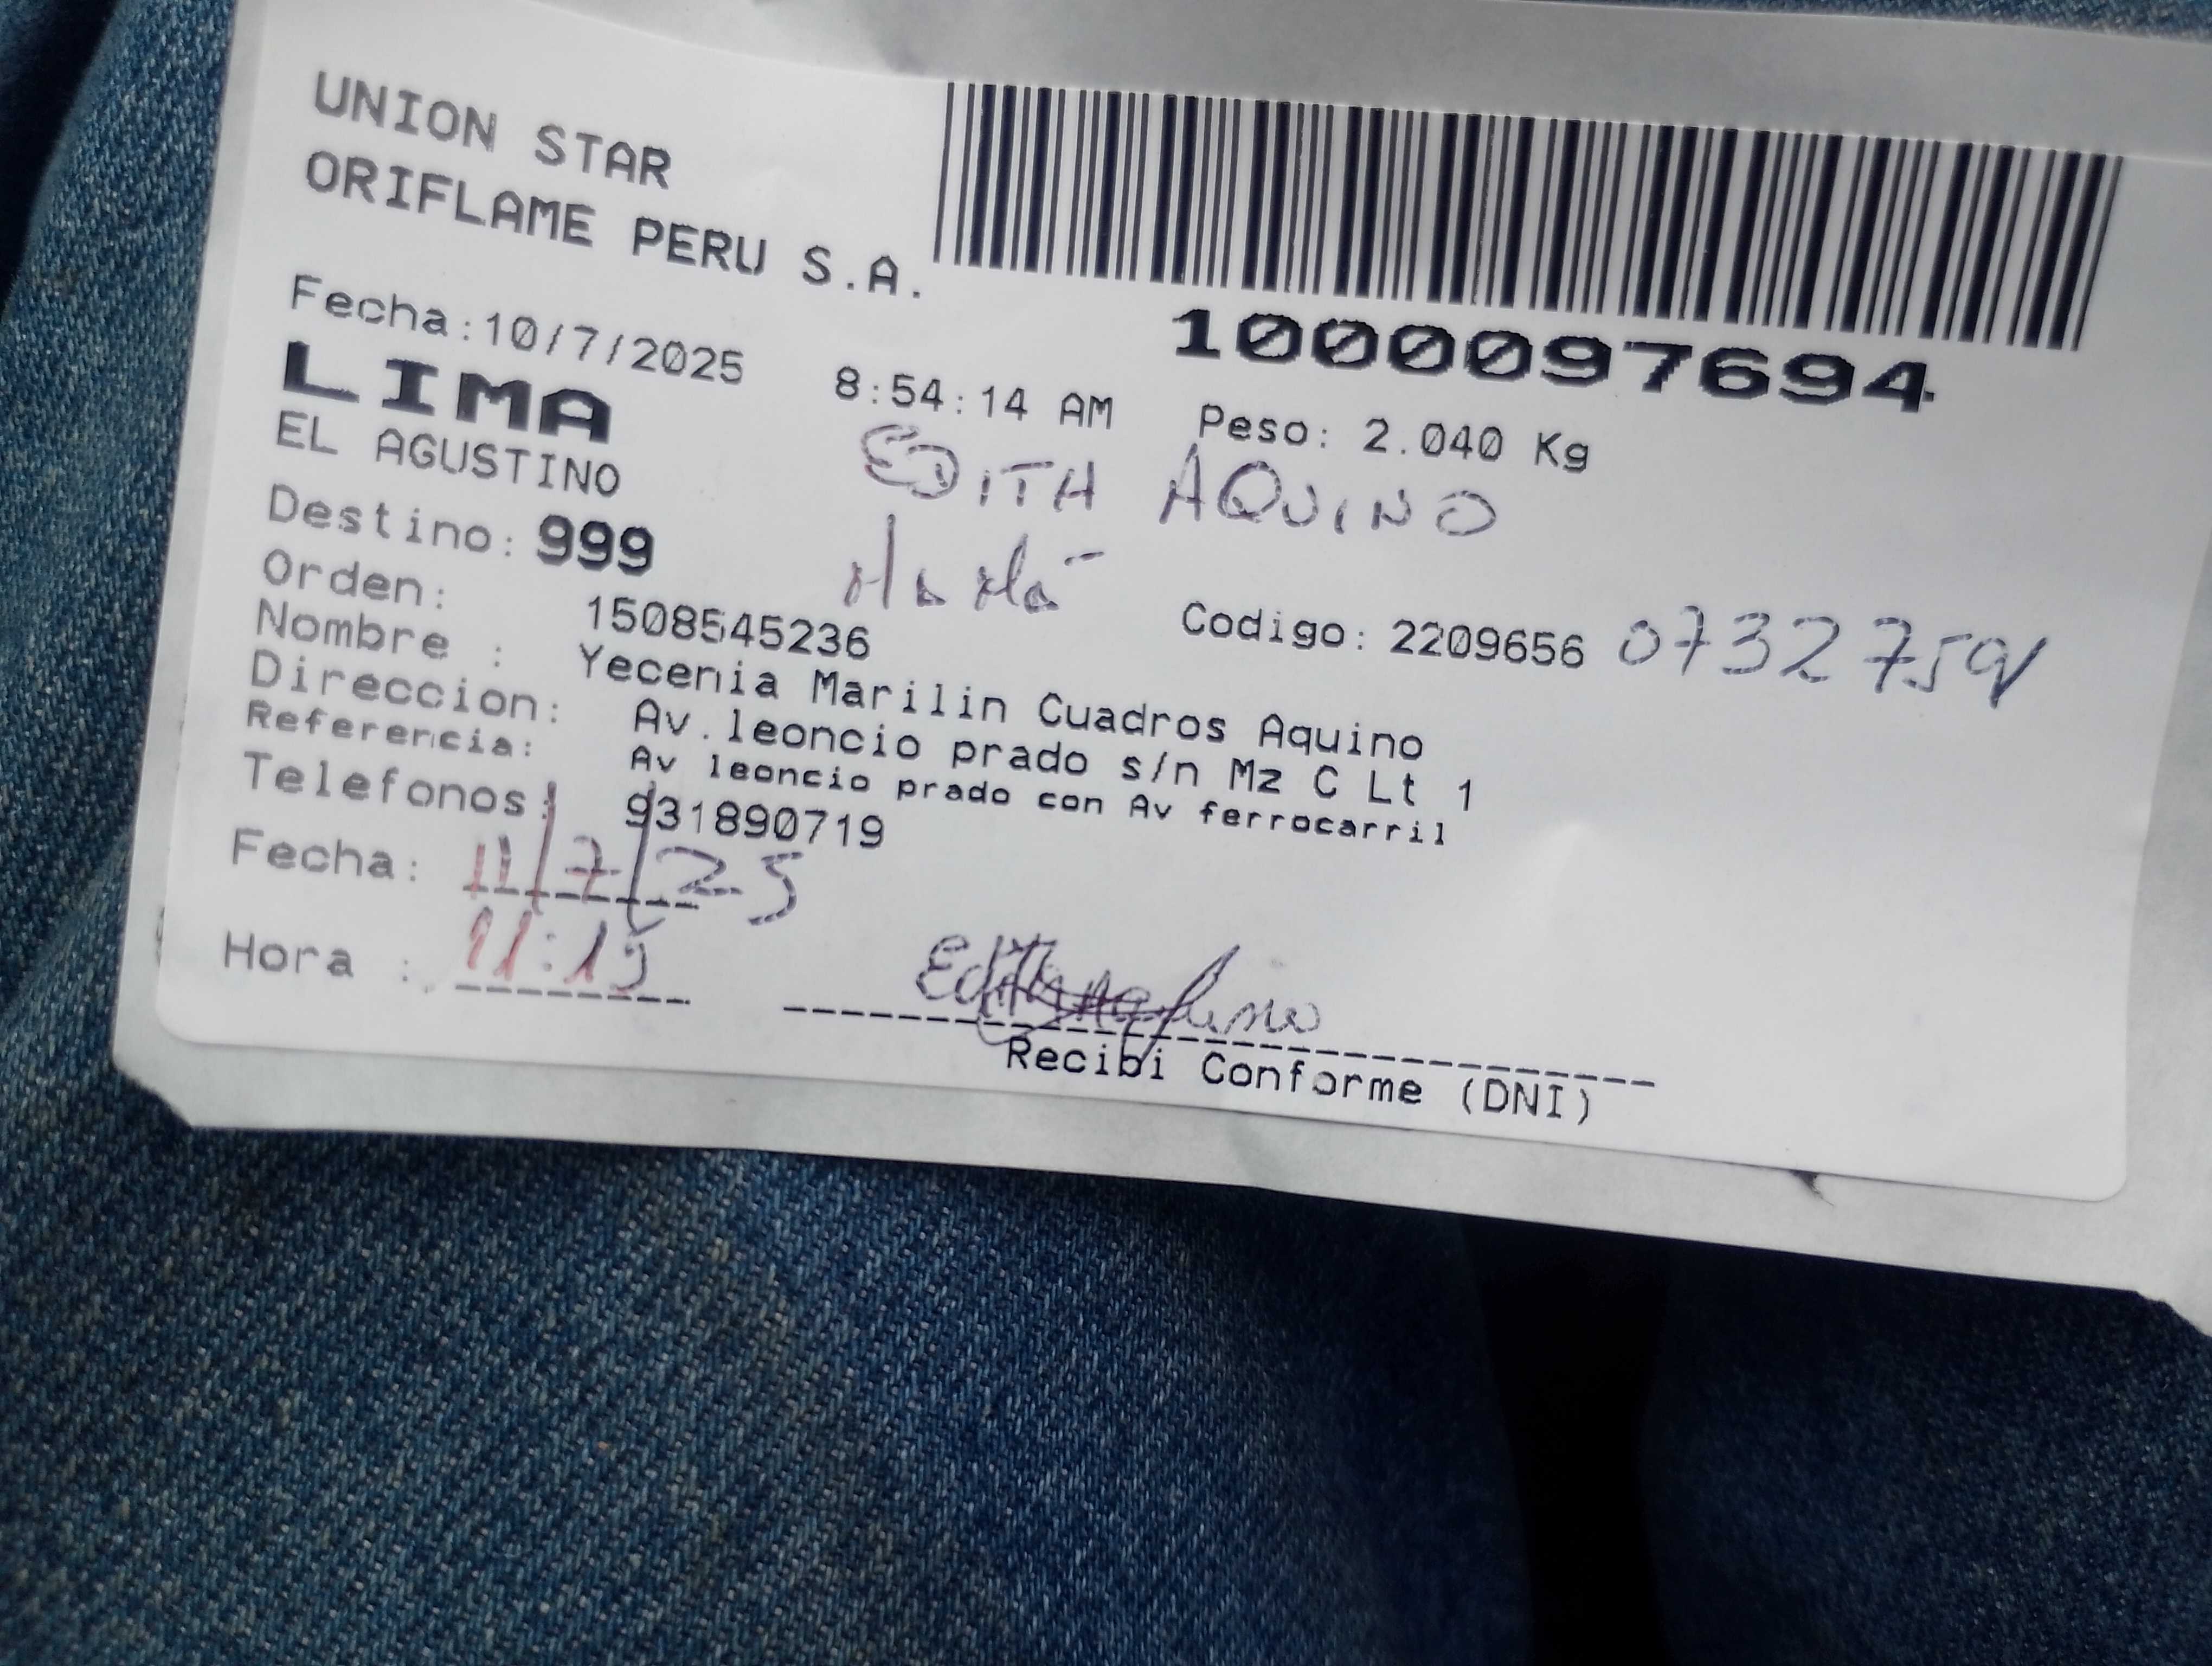 UNION STAR
ORIFLAME PERU S.A.
1000097694
Fecha:10/7/2025 8:54:14 AM Peso: 2.040 Kg
LIMA
EL AGUSTINO
EDITH AQUINO
Mamá
Destino: 999
Orden: 1508545236 Codigo: 2209656 073275
Nombre : Yecenia Marilin Cuadros Aquino
Direccion: Av.leoncio prado s/n Mz C Lt 1
Referencia: Av leoncio prado con Av ferrocarril
Telefonos: 931890719
Fecha: 11/7/25
Hora : 11:15
Recibi Conforme (DNI)